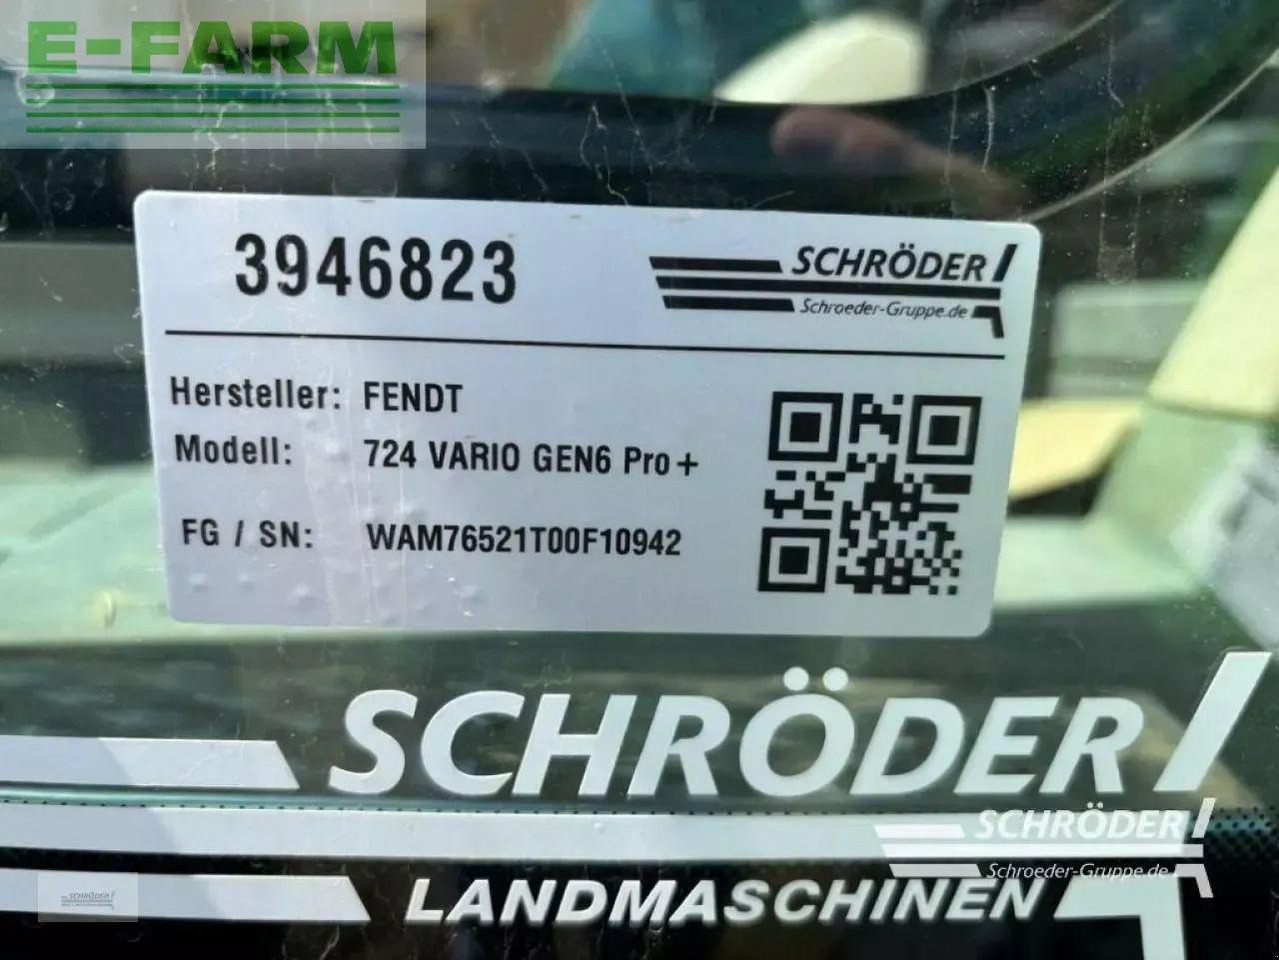 E-FARM
3946823
SCHRÖDER
Schroeder-Gruppe.de
Hersteller: FENDT
Modell: 724 VARIO GEN6 Pro+
FG / SN: WAM76521T00F10942
SCHRÖDER
SCHRÖDER
Schroeder-Gruppe.de
LANDMASCHINEN
SCHRÖDER